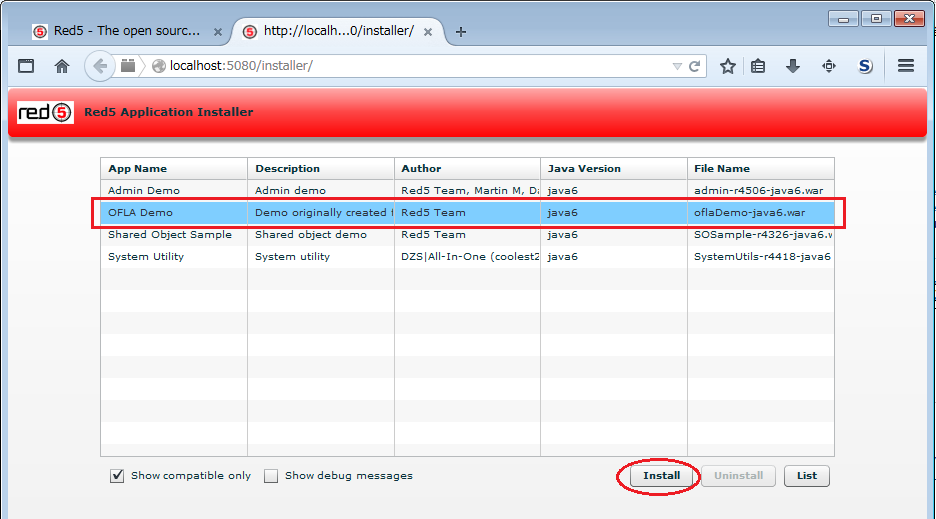 Red5 - The open sourc...
http://localh...0/installer/
localhost:5080/installer/
S
red5 Red5 Application Installer
App Name Description Author Java Version File Name
Admin Demo Admin demo Red5 Team, Martin M, Da java6 admin-r4506-java6.war
OFLA Demo Demo originally created f Red5 Team java6 oflaDemo-java6.war
Shared Object Sample Shared object demo Red5 Team java6 SOSample-r4326-java6.w
System Utility System utility DZS|All-In-One (coolest2 java6 SystemUtils-r4418-java6
Show compatible only Show debug messages Install Uninstall List